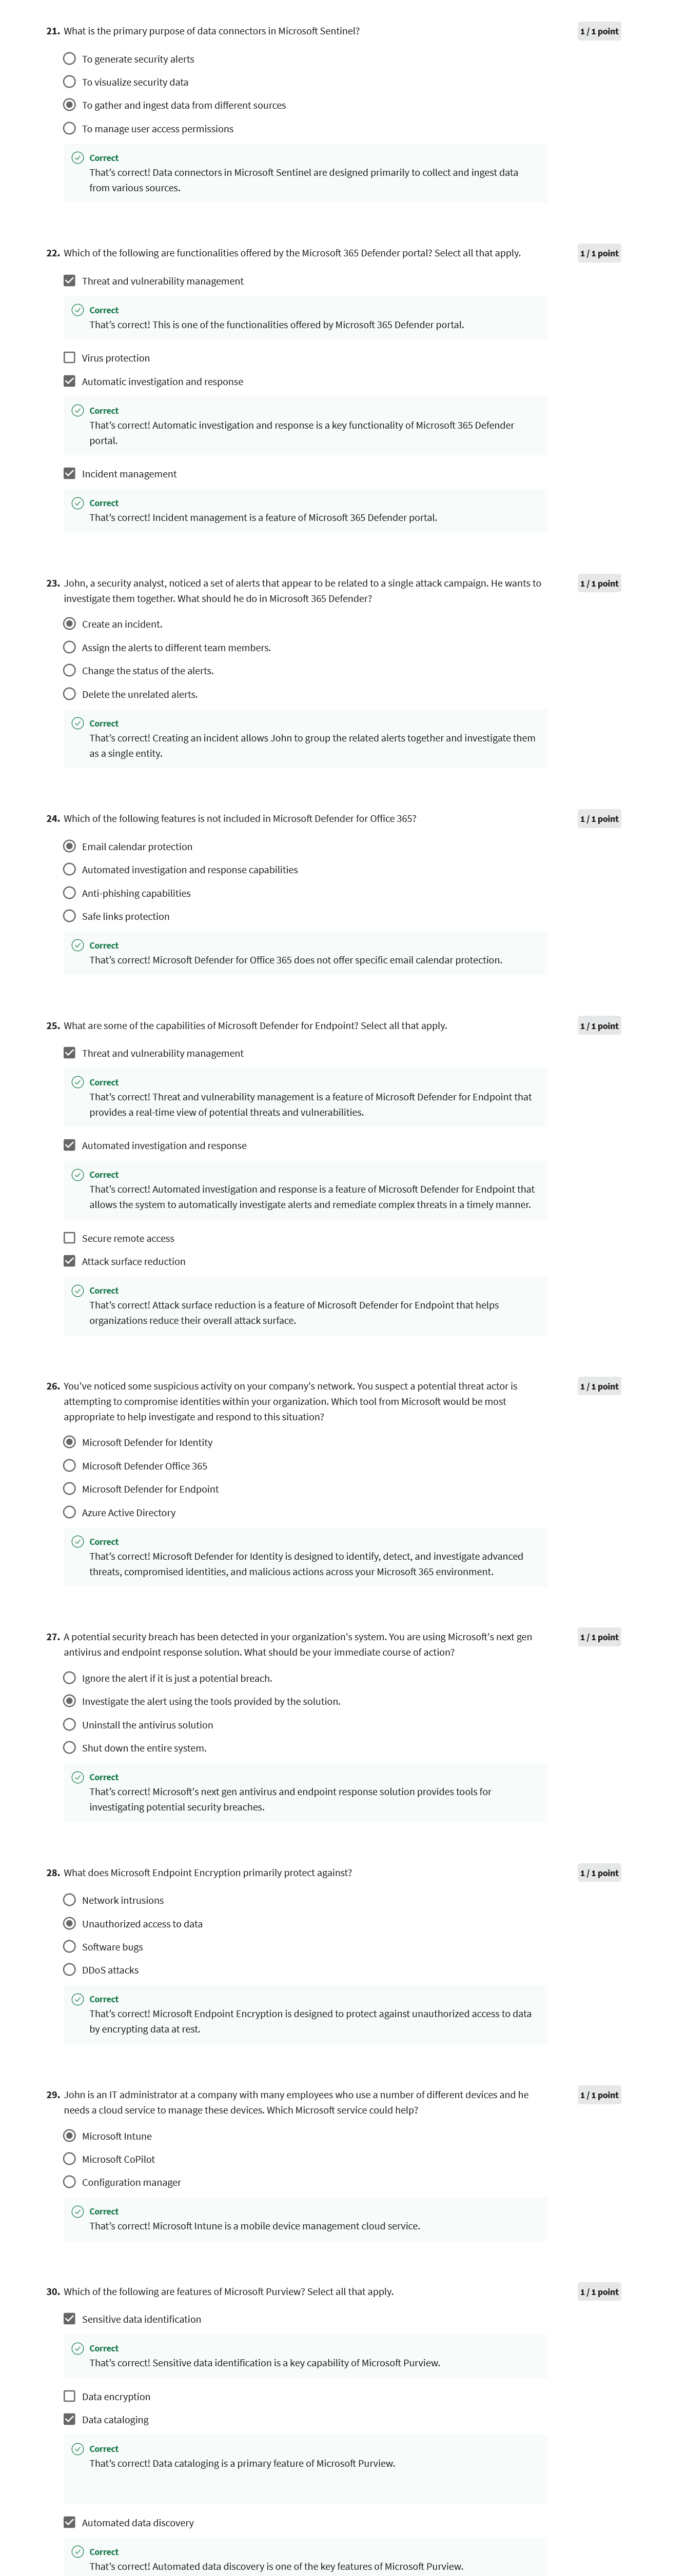 21. What is the primary purpose of data connectors in Microsoft Sentinel?
1 / 1 point
To generate security alerts
To visualize security data
To gather and ingest data from different sources
To manage user access permissions
Correct
That's correct! Data connectors in Microsoft Sentinel are designed primarily to collect and ingest data
from various sources.
22. Which of the following are functionalities offered by the Microsoft 365 Defender portal? Select all that apply.
1 / 1 point
Threat and vulnerability management
Correct
That's correct! This is one of the functionalities offered by Microsoft 365 Defender portal.
Virus protection
Automatic investigation and response
Correct
That's correct! Automatic investigation and response is a key functionality of Microsoft 365 Defender
portal.
Incident management
Correct
That's correct! Incident management is a feature of Microsoft 365 Defender portal.
23. John, a security analyst, noticed a set of alerts that appear to be related to a single attack campaign. He wants to
1 / 1 point
investigate them together. What should he do in Microsoft 365 Defender?
Create an incident.
Assign the alerts to different team members.
Change the status of the alerts.
Delete the unrelated alerts.
Correct
That's correct! Creating an incident allows John to group the related alerts together and investigate them
as a single entity.
24. Which of the following features is not included in Microsoft Defender for Office 365?
1 / 1 point
Email calendar protection
Automated investigation and response capabilities
Anti-phishing capabilities
Safe links protection
Correct
That's correct! Microsoft Defender for Office 365 does not offer specific email calendar protection.
25. What are some of the capabilities of Microsoft Defender for Endpoint? Select all that apply.
1 / 1 point
Threat and vulnerability management
Correct
That's correct! Threat and vulnerability management is a feature of Microsoft Defender for Endpoint that
provides a real-time view of potential threats and vulnerabilities.
Automated investigation and response
Correct
That's correct! Automated investigation and response is a feature of Microsoft Defender for Endpoint that
allows the system to automatically investigate alerts and remediate complex threats in a timely manner.
Secure remote access
Attack surface reduction
Correct
That's correct! Attack surface reduction is a feature of Microsoft Defender for Endpoint that helps
organizations reduce their overall attack surface.
26. You've noticed some suspicious activity on your company's network. You suspect a potential threat actor is
1 / 1 point
attempting to compromise identities within your organization. Which tool from Microsoft would be most
appropriate to help investigate and respond to this situation?
Microsoft Defender for Identity
Microsoft Defender Office 365
Microsoft Defender for Endpoint
Azure Active Directory
Correct
That's correct! Microsoft Defender for Identity is designed to identify, detect, and investigate advanced
threats, compromised identities, and malicious actions across your Microsoft 365 environment.
27. A potential security breach has been detected in your organization's system. You are using Microsoft's next gen
1 / 1 point
antivirus and endpoint response solution. What should be your immediate course of action?
Ignore the alert if it is just a potential breach.
Investigate the alert using the tools provided by the solution.
Uninstall the antivirus solution
Shut down the entire system.
Correct
That's correct! Microsoft's next gen antivirus and endpoint response solution provides tools for
investigating potential security breaches.
28. What does Microsoft Endpoint Encryption primarily protect against?
1 / 1 point
Network intrusions
Unauthorized access to data
Software bugs
DDoS attacks
Correct
That's correct! Microsoft Endpoint Encryption is designed to protect against unauthorized access to data
by encrypting data at rest.
29. John is an IT administrator at a company with many employees who use a number of different devices and he
1 / 1 point
needs a cloud service to manage these devices. Which Microsoft service could help?
Microsoft Intune
Microsoft CoPilot
Configuration manager
Correct
That's correct! Microsoft Intune is a mobile device management cloud service.
30. Which of the following are features of Microsoft Purview? Select all that apply.
1 / 1 point
Sensitive data identification
Correct
That's correct! Sensitive data identification is a key capability of Microsoft Purview.
Data encryption
Data cataloging
Correct
That's correct! Data cataloging is a primary feature of Microsoft Purview.
Automated data discovery
Correct
That's correct! Automated data discovery is one of the key features of Microsoft Purview.